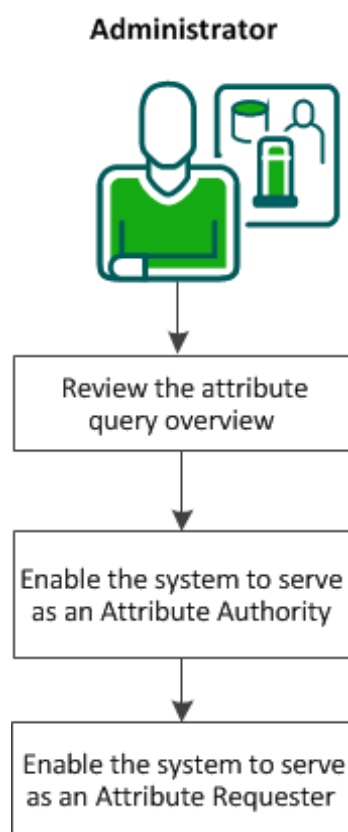 Administrator
Review the attribute
query overview
Enable the system to serve
as an Attribute Authority
Enable the system to serve
as an Attribute Requester